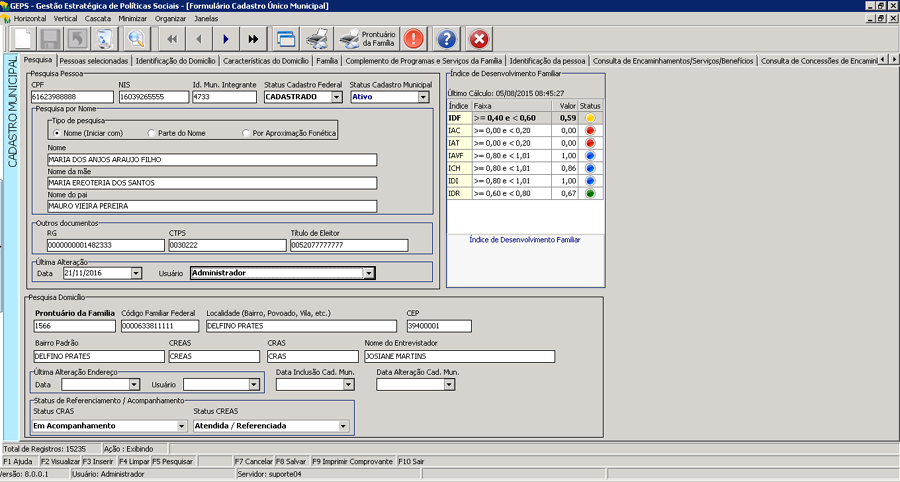 GEPS - Gestão Estratégica de Políticas Sociais - [Formulário Cadastro Único Municipal]
Horizontal Vertical Cascata Minimizar Organizar Janelas
Prontuário da Família
CADASTRO MUNICIPAL
Pesquisa Pessoas selecionadas Identificação do Domicílio Características do Domicílio Família Complemento de Programas e Serviços da Família Identificação da pessoa Consulta de Encaminhamentos/Serviços/Benefícios Consulta de Concessões de Encamin
Pesquisa Pessoa
CPF NIS Id. Mun. Integrante Status Cadastro Federal Status Cadastro Municipal
61623988888 16039265555 4733 CADASTRADO Ativo
Pesquisa por Nome
Tipo de pesquisa
Nome (Iniciar com) Parte do Nome Por Aproximação Fonética
Nome
MARIA DOS ANJOS ARAUJO FILHO
Nome da mãe
MARIA EREOTERIA DOS SANTOS
Nome do pai
MAURO VIEIRA PEREIRA
Outros documentos
RG CTPS Título de Eleitor
0000000001482333 0030222 0052077777777
Última Alteração
Data 21/11/2016 Usuário Administrador
Índice de Desenvolvimento Familiar
Último Cálculo: 05/08/2015 08:45:27
Índice Faixa Valor Status
IDF >= 0,40 e < 0,60 0,59
IAC >= 0,00 e < 0,20 0,00
IAT >= 0,00 e < 0,20 0,00
IAVF >= 0,80 e < 1,01 1,00
ICH >= 0,80 e < 1,01 0,86
IDI >= 0,80 e < 1,01 1,00
IDR >= 0,60 e < 0,80 0,67
Índice de Desenvolvimento Familiar
Pesquisa Domicílio
Prontuário da Família Código Familiar Federal Localidade (Bairro, Povoado, Vila, etc.) CEP
1566 0000633811111 DELFINO PRATES 39400001
Bairro Padrão CREAS CRAS Nome do Entrevistador
DELFINO PRATES CREAS CRAS JOSIANE MARTINS
Última Alteração Endereço Data Inclusão Cad. Mun. Data Alteração Cad. Mun.
Data Usuário
Status de Referenciamento / Acompanhamento
Status CRAS Status CREAS
Em Acompanhamento Atendida / Referenciada
Total de Registros: 15235 Ação : Exibindo
F1 Ajuda F2 Visualizar F3 Inserir F4 Limpar F5 Pesquisar F7 Cancelar F8 Salvar F9 Imprimir Comprovante F10 Sair
Versão: 8.0.0.1 Usuário: Administrador Servidor: suporte04